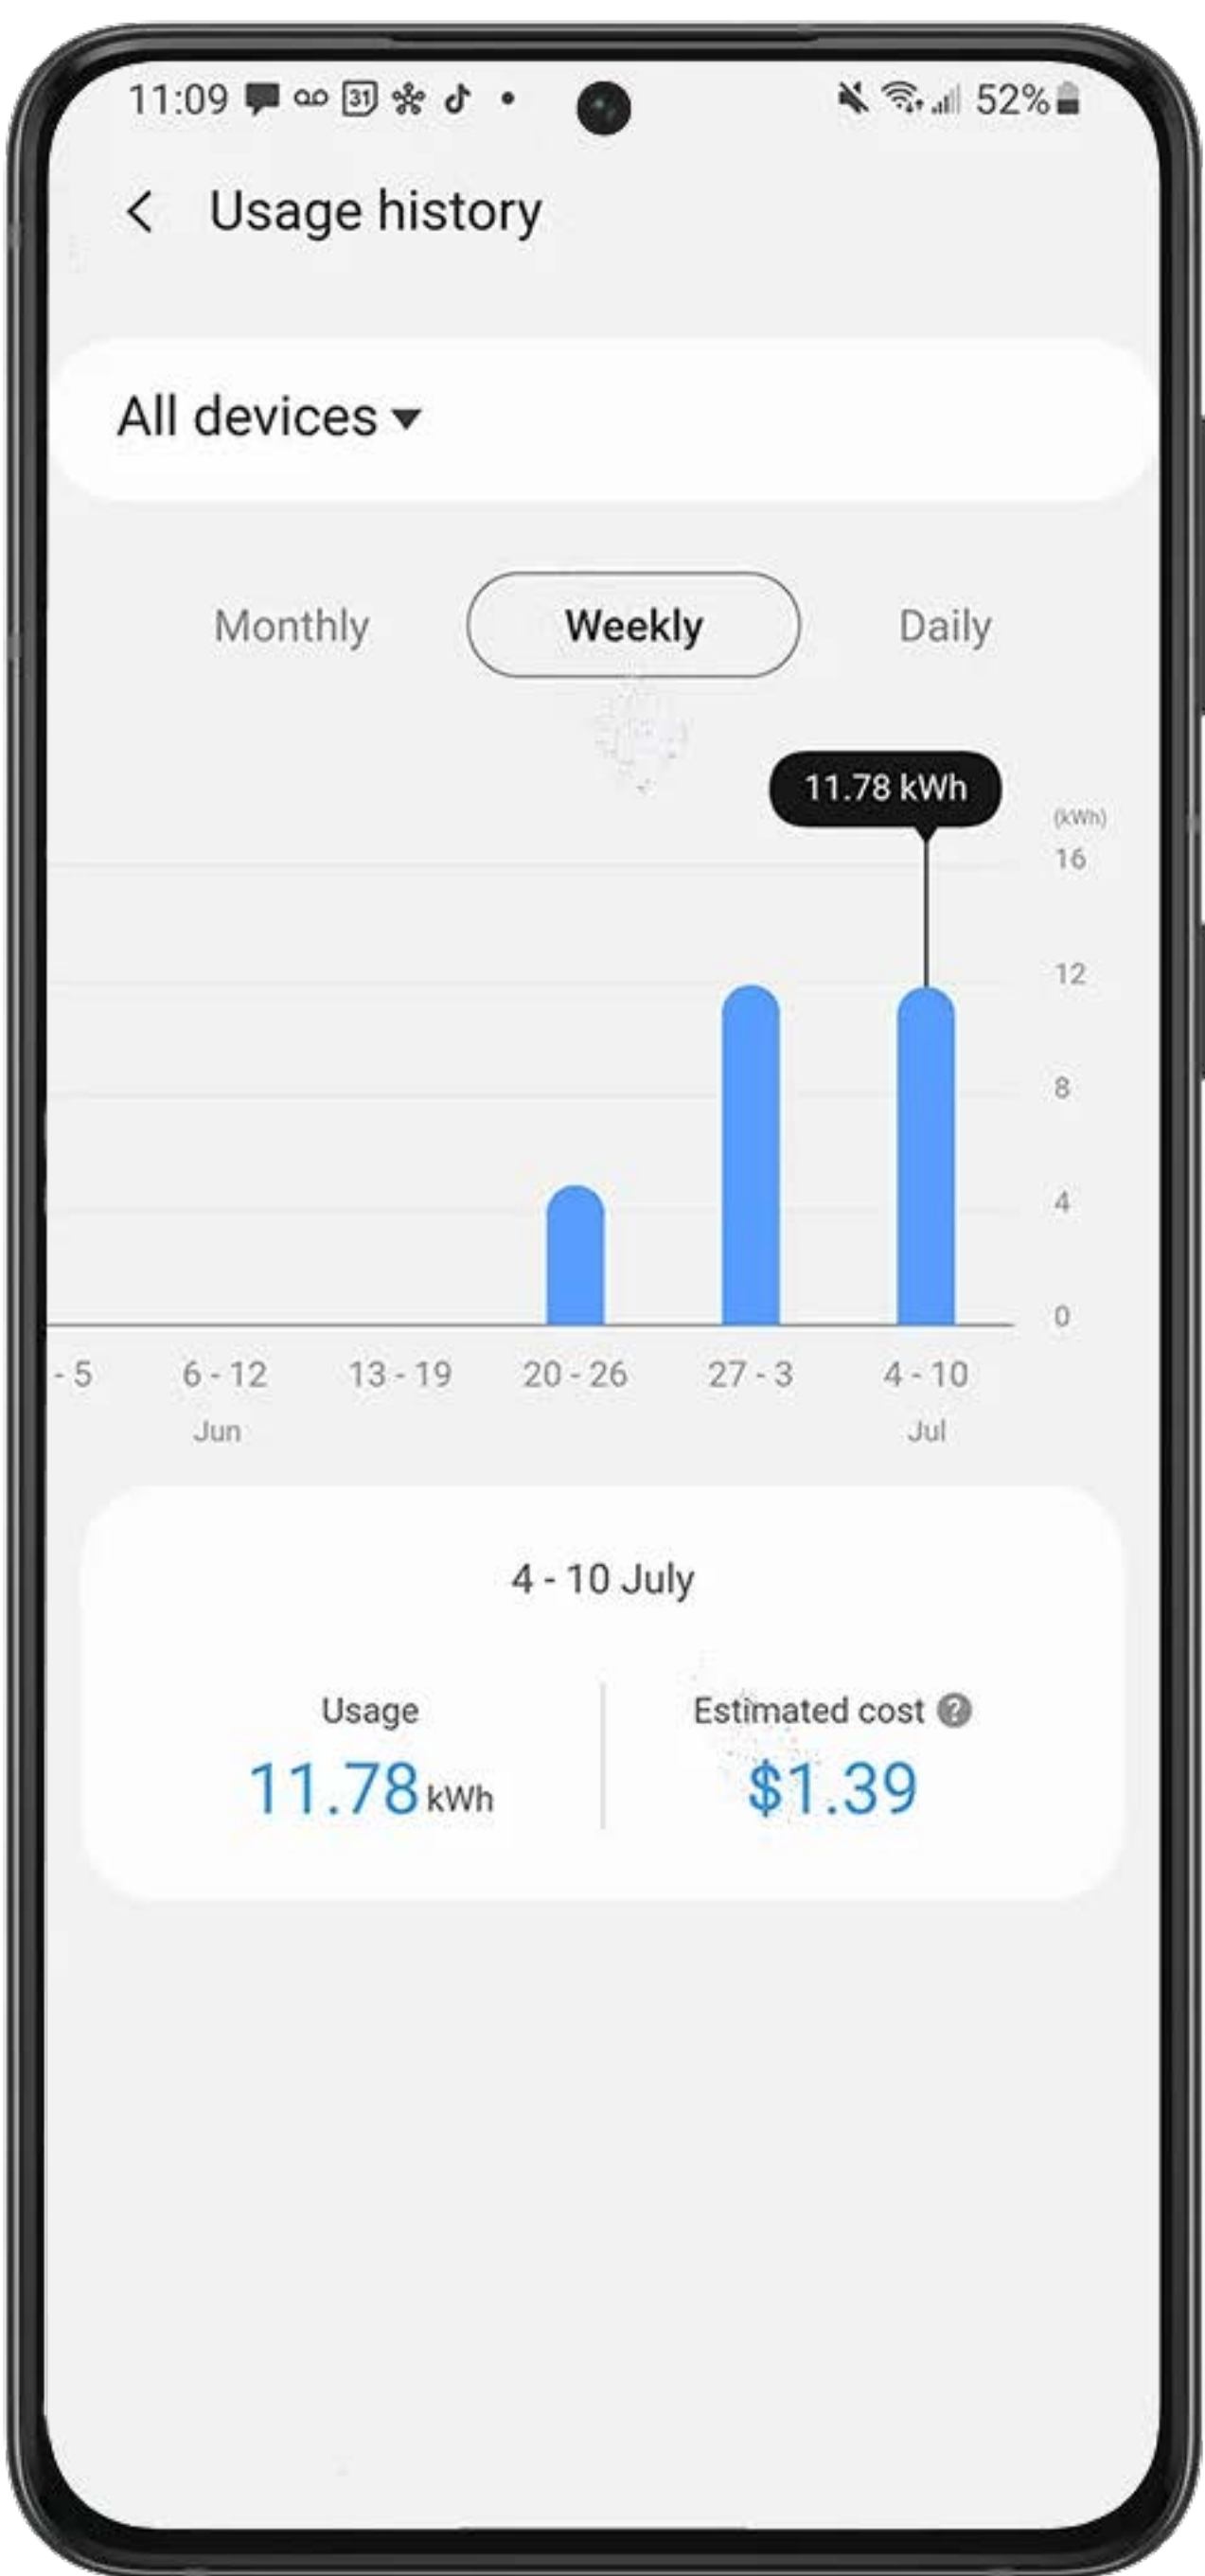 11:09 31 52%
Usage history
All devices
Monthly Weekly Daily
11.78 kWh
(kWh)
16
12
8
4
0
- 5 6 - 12 13 - 19 20 - 26 27 - 3 4 - 10
Jun Jul
4 - 10 July
Usage Estimated cost ?
11.78 kWh $1.39